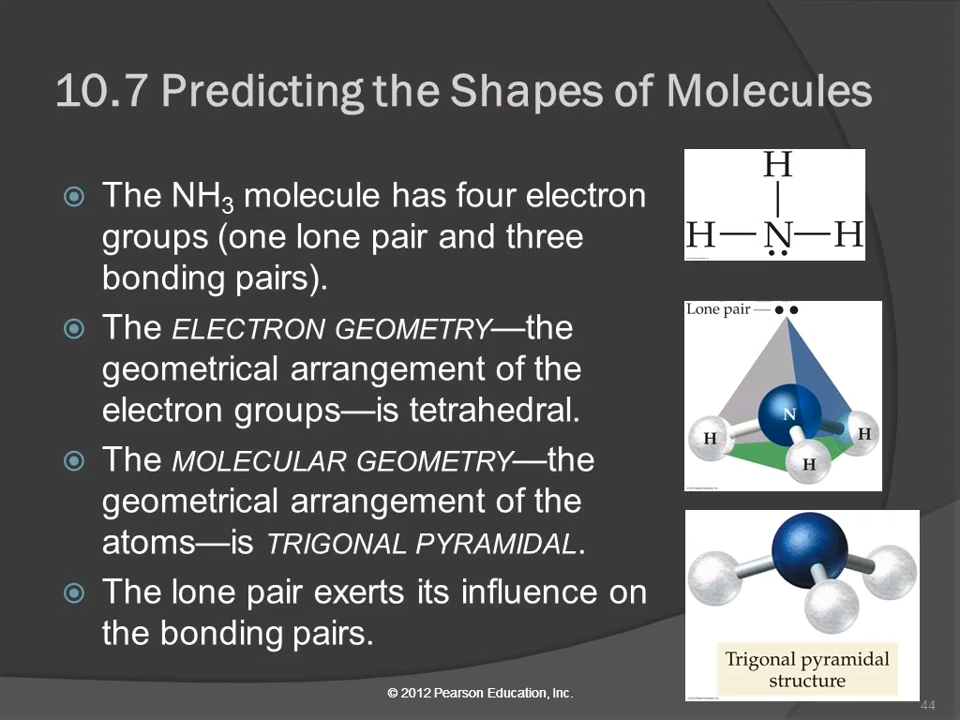 10.7 Predicting the Shapes of Molecules
The NH3 molecule has four electron
groups (one lone pair and three
bonding pairs).
The ELECTRON GEOMETRY—the
geometrical arrangement of the
electron groups—is tetrahedral.
The MOLECULAR GEOMETRY—the
geometrical arrangement of the
atoms—is TRIGONAL PYRAMIDAL.
The lone pair exerts its influence on
the bonding pairs.
H
H—N—H
Lone pair
N
H
H
H
Trigonal pyramidal
structure
© 2012 Pearson Education, Inc.
44